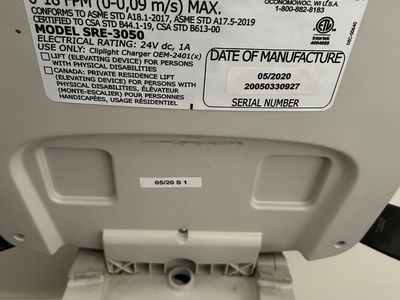 0-18 FPM (0-0,09 m/s) MAX.
CONFORMS TO ASME STD A18.1-2017, ASME STD A17.5-2019
CERTIFIED TO CSA STD B44.1-19, CSA STD B613-00
MODEL SRE-3050
ELECTRICAL RATING: 24V dc, 1A
USE ONLY: Cliplight Charger OEM-2401(x)
LIFT (ELEVATING DEVICE) FOR PERSONS
WITH PHYSICAL DISABILITIES
CANADA: PRIVATE RESIDENCE LIFT
(ELEVATING DEVICE) FOR PERSONS
WITH PHYSICAL DISABILITIES/ÉLÉVATEUR
(MONTE-ESCALIER) POUR PERSONNES
HANDICAPÉES, USAGE RÉSIDENTIEL
OCONOMOWOC, WI U.S.A.
1-800-882-8183
ETL
Intertek
4004689
DATE OF MANUFACTURE
05/2020
20050330927
SERIAL NUMBER
05/20 S 1